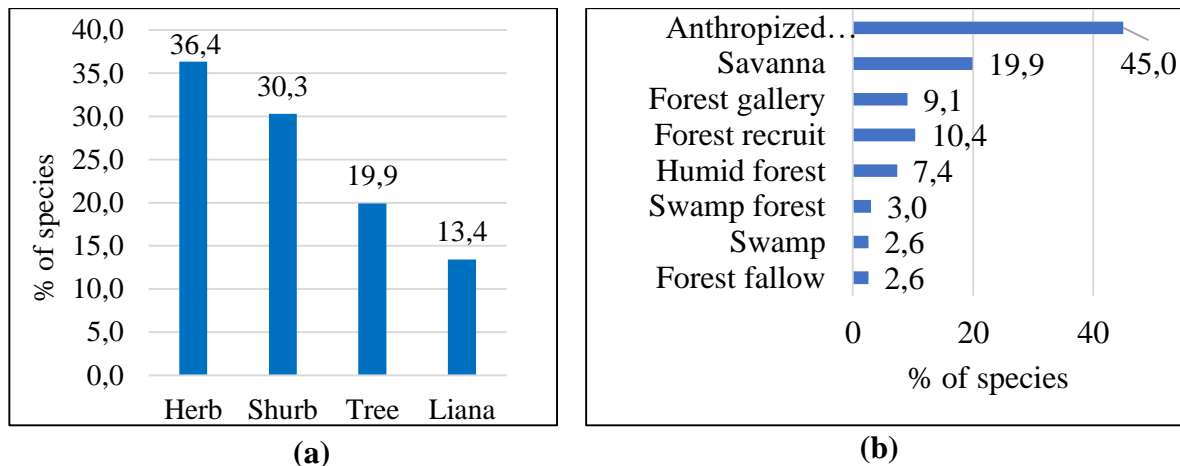 40,0
35,0
30,0
25,0
20,0
15,0
10,0
5,0
0,0
% of species
36,4
30,3
19,9
13,4
Herb Shurb Tree Liana
(a)
Anthropized…
Savanna 19,9 45,0
Forest gallery 9,1
Forest recruit 10,4
Humid forest 7,4
Swamp forest 3,0
Swamp 2,6
Forest fallow 2,6
0 20 40
% of species
(b)